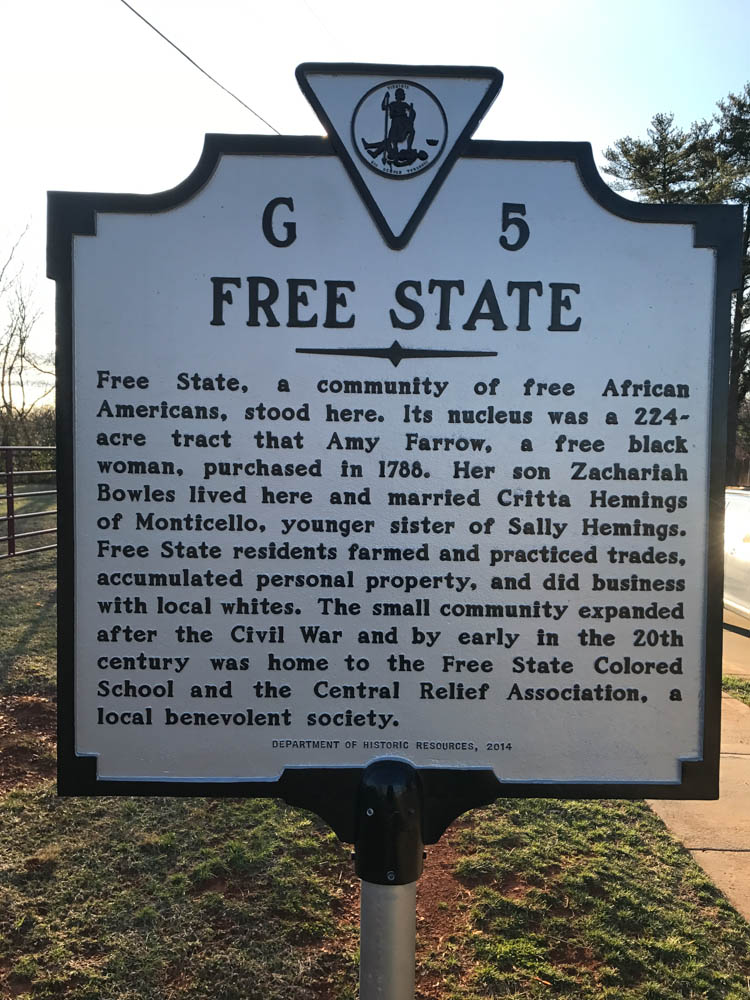 VIRGINIA
SIC SEMPER TYRANNIS
G 5
FREE STATE
Free State, a community of free African
Americans, stood here. Its nucleus was a 224-
acre tract that Amy Farrow, a free black
woman, purchased in 1788. Her son Zachariah
Bowles lived here and married Critta Hemings
of Monticello, younger sister of Sally Hemings.
Free State residents farmed and practiced trades,
accumulated personal property, and did business
with local whites. The small community expanded
after the Civil War and by early in the 20th
century was home to the Free State Colored
School and the Central Relief Association, a
local benevolent society.
DEPARTMENT OF HISTORIC RESOURCES, 2014